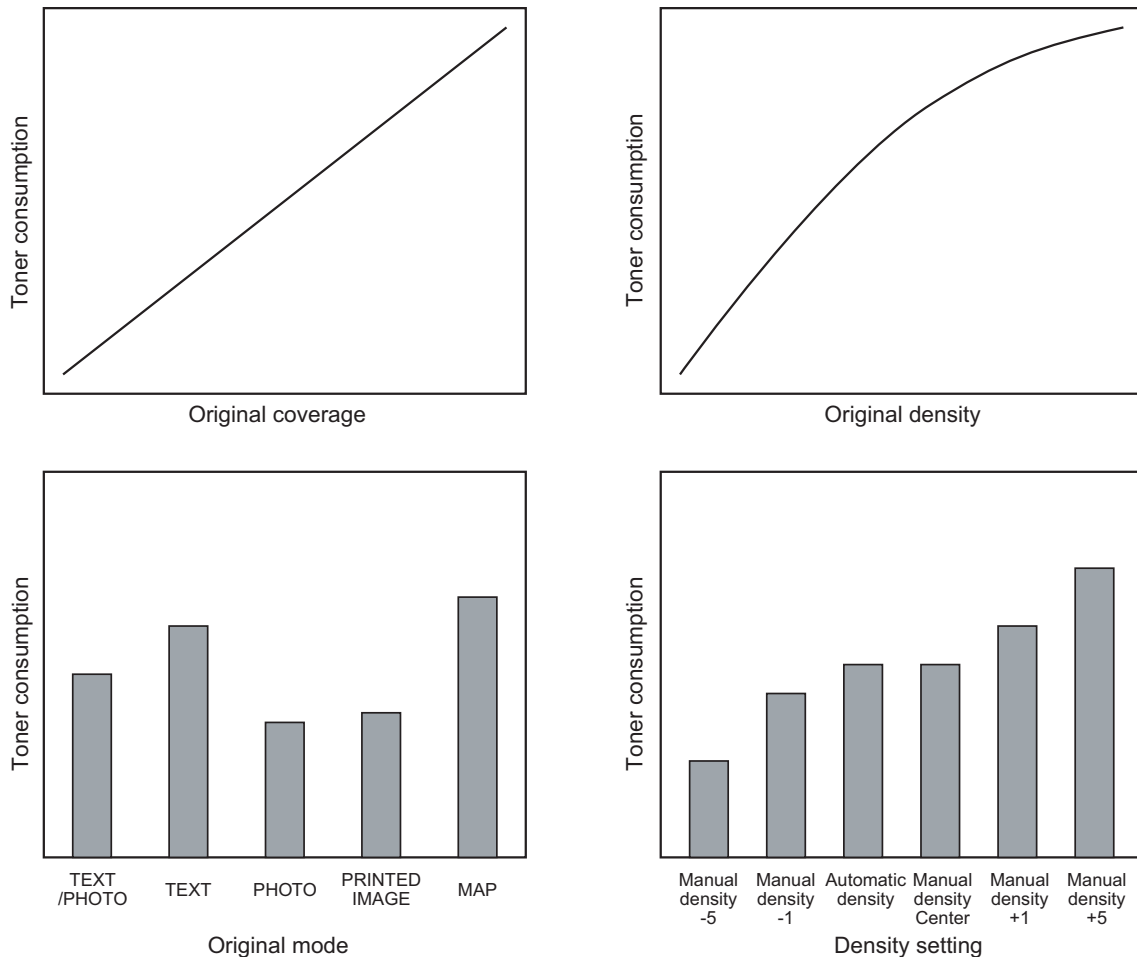 Toner consumption
Original coverage
Toner consumption
Original density
Toner consumption
TEXT
/PHOTO
TEXT
PHOTO
PRINTED
IMAGE
MAP
Original mode
Toner consumption
Manual
density
-5
Manual
density
-1
Automatic
density
Manual
density
Center
Manual
density
+1
Manual
density
+5
Density setting